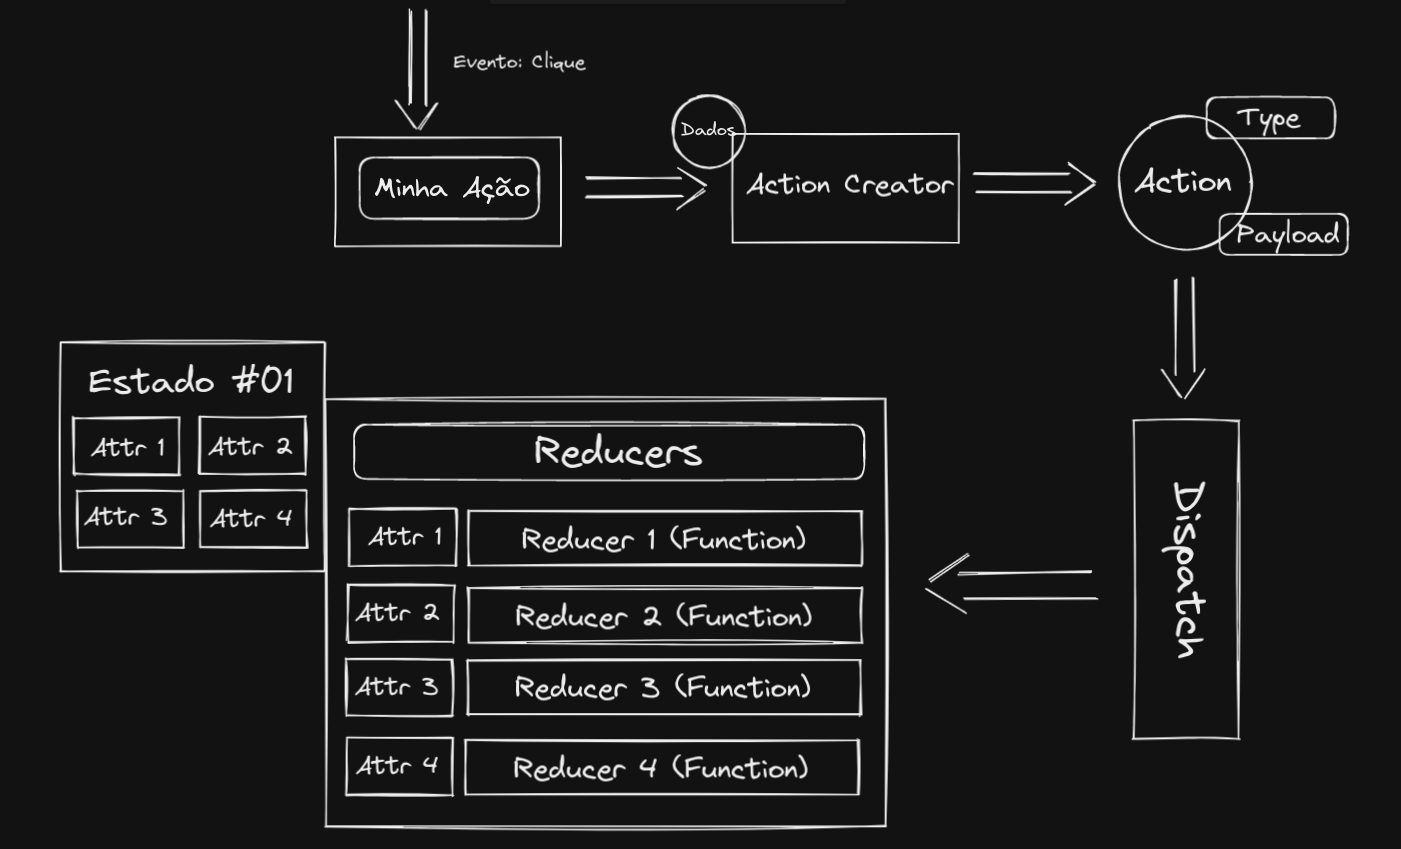 Evento: Clique
Minha Ação
Dados
Action Creator
Action
Type
Payload
Dispatch
Estado #01
Attr 1
Attr 2
Attr 3
Attr 4
Reducers
Attr 1
Reducer 1 (Function)
Attr 2
Reducer 2 (Function)
Attr 3
Reducer 3 (Function)
Attr 4
Reducer 4 (Function)